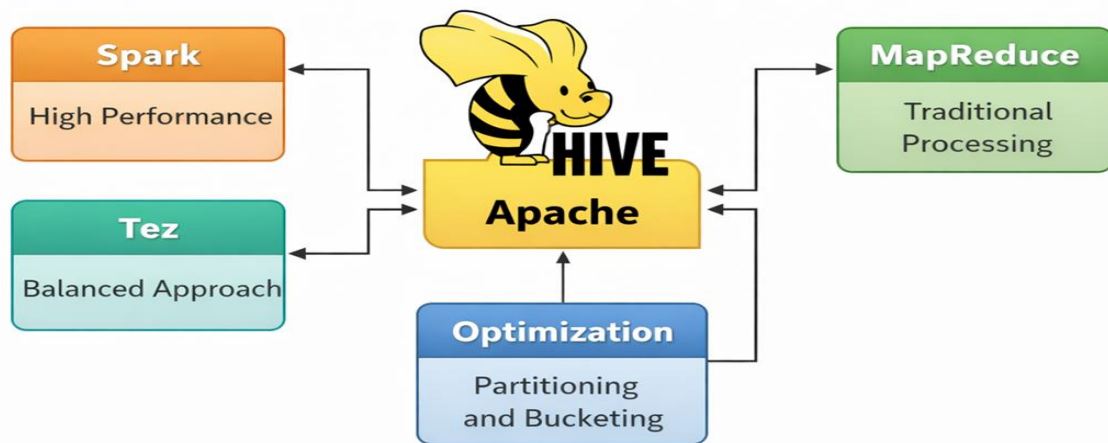 Spark
High Performance
Tez
Balanced Approach
HIVE
Apache
MapReduce
Traditional
Processing
Optimization
Partitioning
and Bucketing